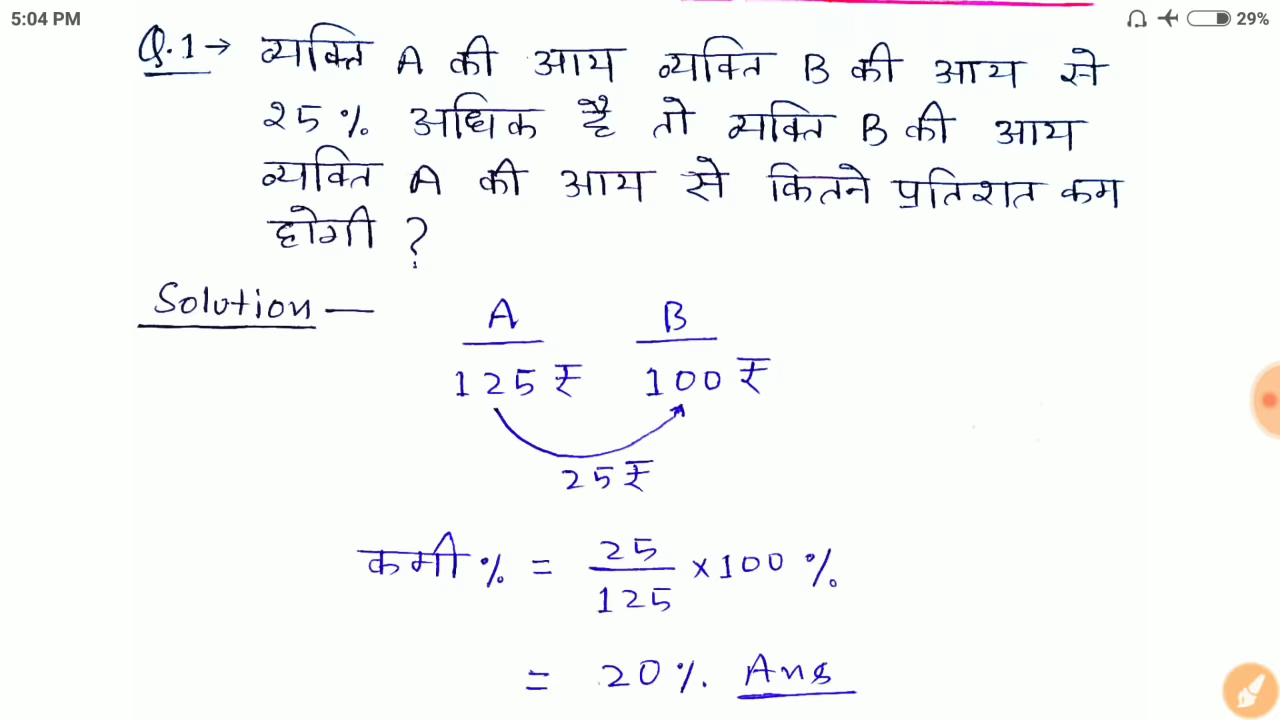 5:04 PM 29%
Q.1→ व्यक्ति A की आय व्यक्ति B की आय से
25% अधिक है तो व्यक्ति B की आय
व्यक्ति A की आय से कितने प्रतिशत कम
होगी ?
Solution —
A B
125₹ 100₹
25₹
कमी % = 25/125 × 100 %
= 20%. Ans